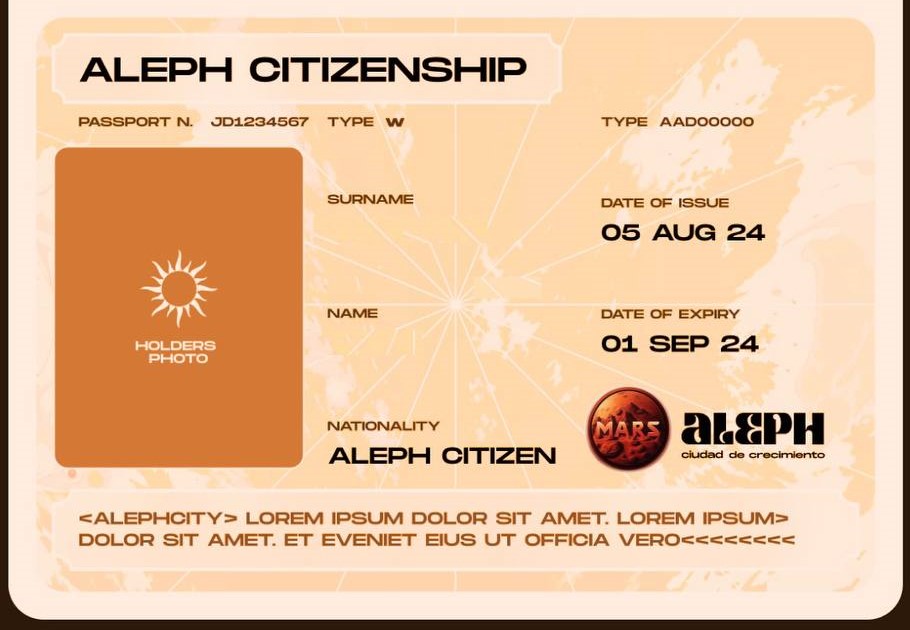 ALEPH CITIZENSHIP
PASSPORT N. JD1234567 TYPE W TYPE AAD00000
SURNAME
DATE OF ISSUE
05 AUG 24
NAME
DATE OF EXPIRY
01 SEP 24
HOLDERS
PHOTO
NATIONALITY
ALEPH CITIZEN
MARS
ALEPH
ciudad de crecimiento
<ALEPHCITY> LOREM IPSUM DOLOR SIT AMET. LOREM IPSUM>
DOLOR SIT AMET. ET EVENIET EIUS UT OFFICIA VERO<<<<<<<<